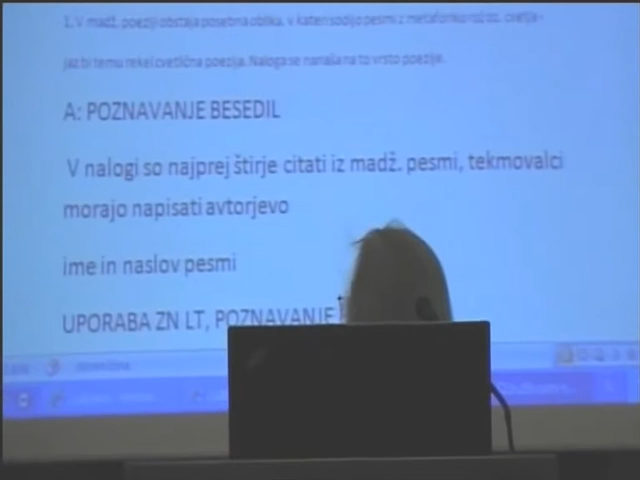 1. V madž. poeziji obstaja posebna oblika, v kateri sodijo pesmi z metaforiko rož oz. cvetja -
jaz bi temu rekel cvetlična poezija. Naloga se nanaša na to vrsto poezije.
A: POZNAVANJE BESEDIL
V nalogi so najprej štirje citati iz madž. pesmi, tekmovalci
morajo napisati avtorjevo
ime in naslov pesmi
UPORABA ZN LT, POZNAVANJE